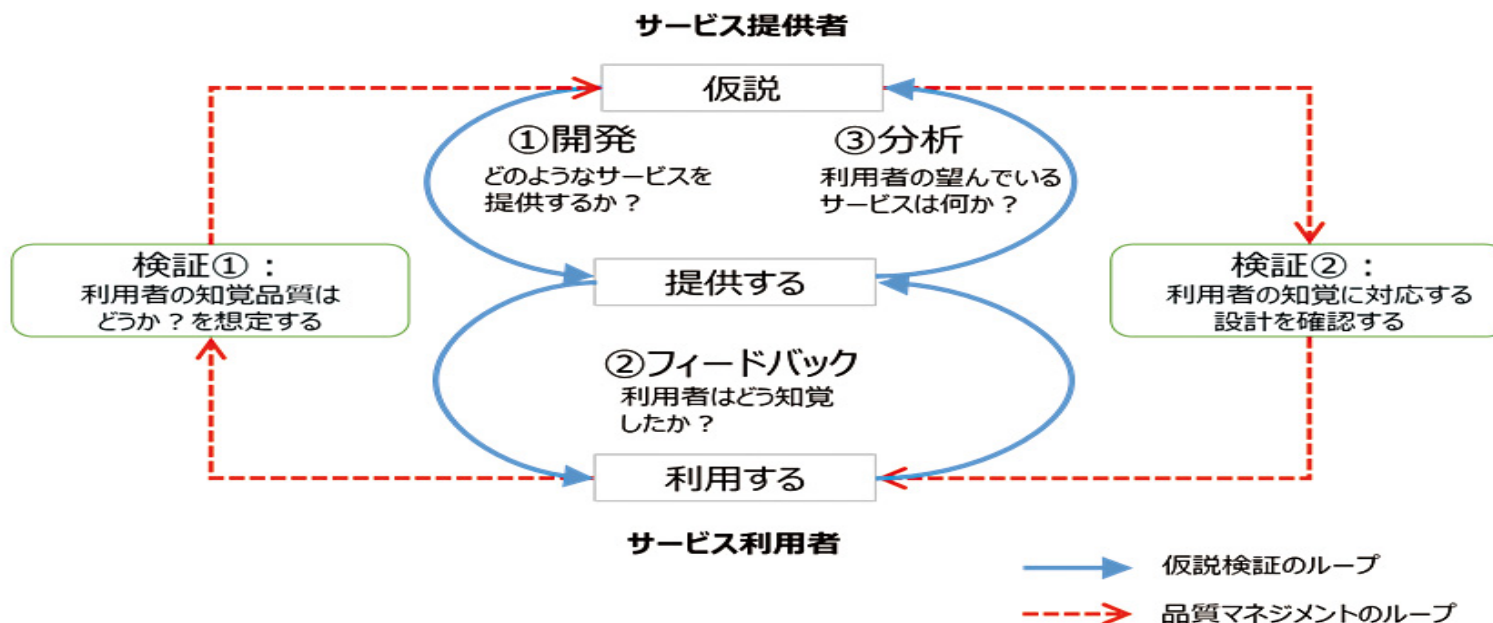 サービス提供者
仮説
①開発
どのようなサービスを
提供するか？
③分析
利用者の望んでいる
サービスは何か？
検証①：
利用者の知覚品質は
どうか？を想定する
提供する
検証②：
利用者の知覚に対応する
設計を確認する
②フィードバック
利用者はどう知覚
したか？
利用する
サービス利用者
仮説検証のループ
品質マネジメントのループ